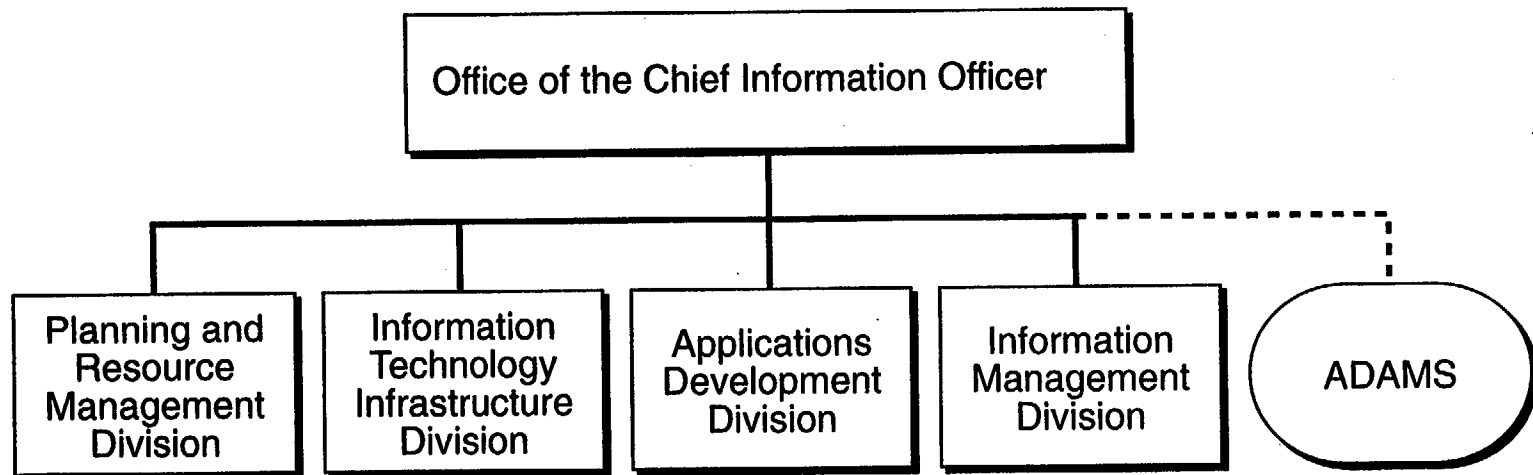 Office of the Chief Information Officer
Planning and
Resource
Management
Division
Information
Technology
Infrastructure
Division
Applications
Development
Division
Information
Management
Division
ADAMS